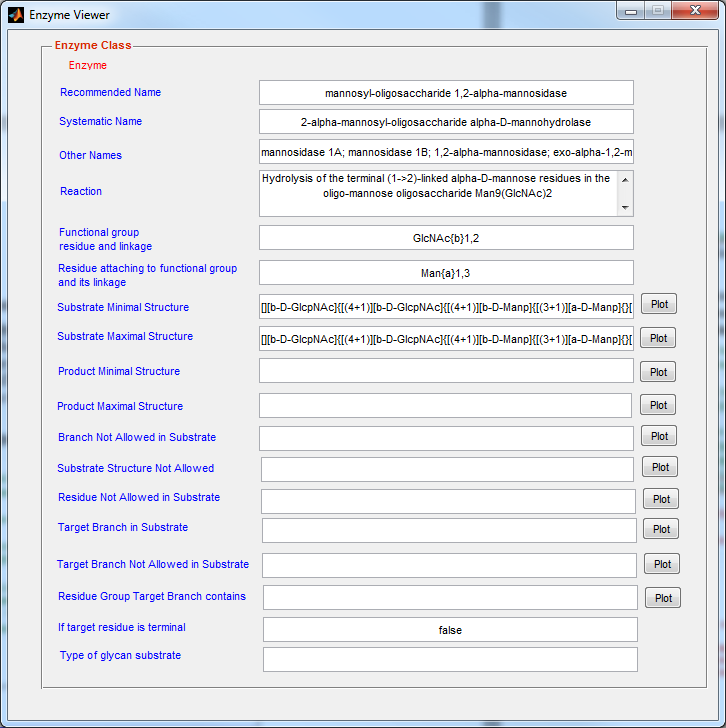 Enzyme Viewer
Enzyme Class
Enzyme
Recommended Name
mannosyl-oligosaccharide 1,2-alpha-mannosidase
Systematic Name
2-alpha-mannosyl-oligosaccharide alpha-D-mannohydrolase
Other Names
mannosidase 1A; mannosidase 1B; 1,2-alpha-mannosidase; exo-alpha-1,2-m
Reaction
Hydrolysis of the terminal (1->2)-linked alpha-D-mannose residues in the
oligo-mannose oligosaccharide Man9(GlcNAc)2
Functional group
residue and linkage
GlcNAc{b}1,2
Residue attaching to functional group
and its linkage
Man{a}1,3
Substrate Minimal Structure
[][b-D-GlcpNAc]{[(4+1)][b-D-GlcpNAc]{[(4+1)][b-D-Manp]{[(3+1)][a-D-Manp]{}[
Plot
Substrate Maximal Structure
[][b-D-GlcpNAc]{[(4+1)][b-D-GlcpNAc]{[(4+1)][b-D-Manp]{[(3+1)][a-D-Manp]{}[
Plot
Product Minimal Structure
Plot
Product Maximal Structure
Plot
Branch Not Allowed in Substrate
Plot
Substrate Structure Not Allowed
Plot
Residue Not Allowed in Substrate
Plot
Target Branch in Substrate
Plot
Target Branch Not Allowed in Substrate
Plot
Residue Group Target Branch contains
Plot
If target residue is terminal
false
Type of glycan substrate